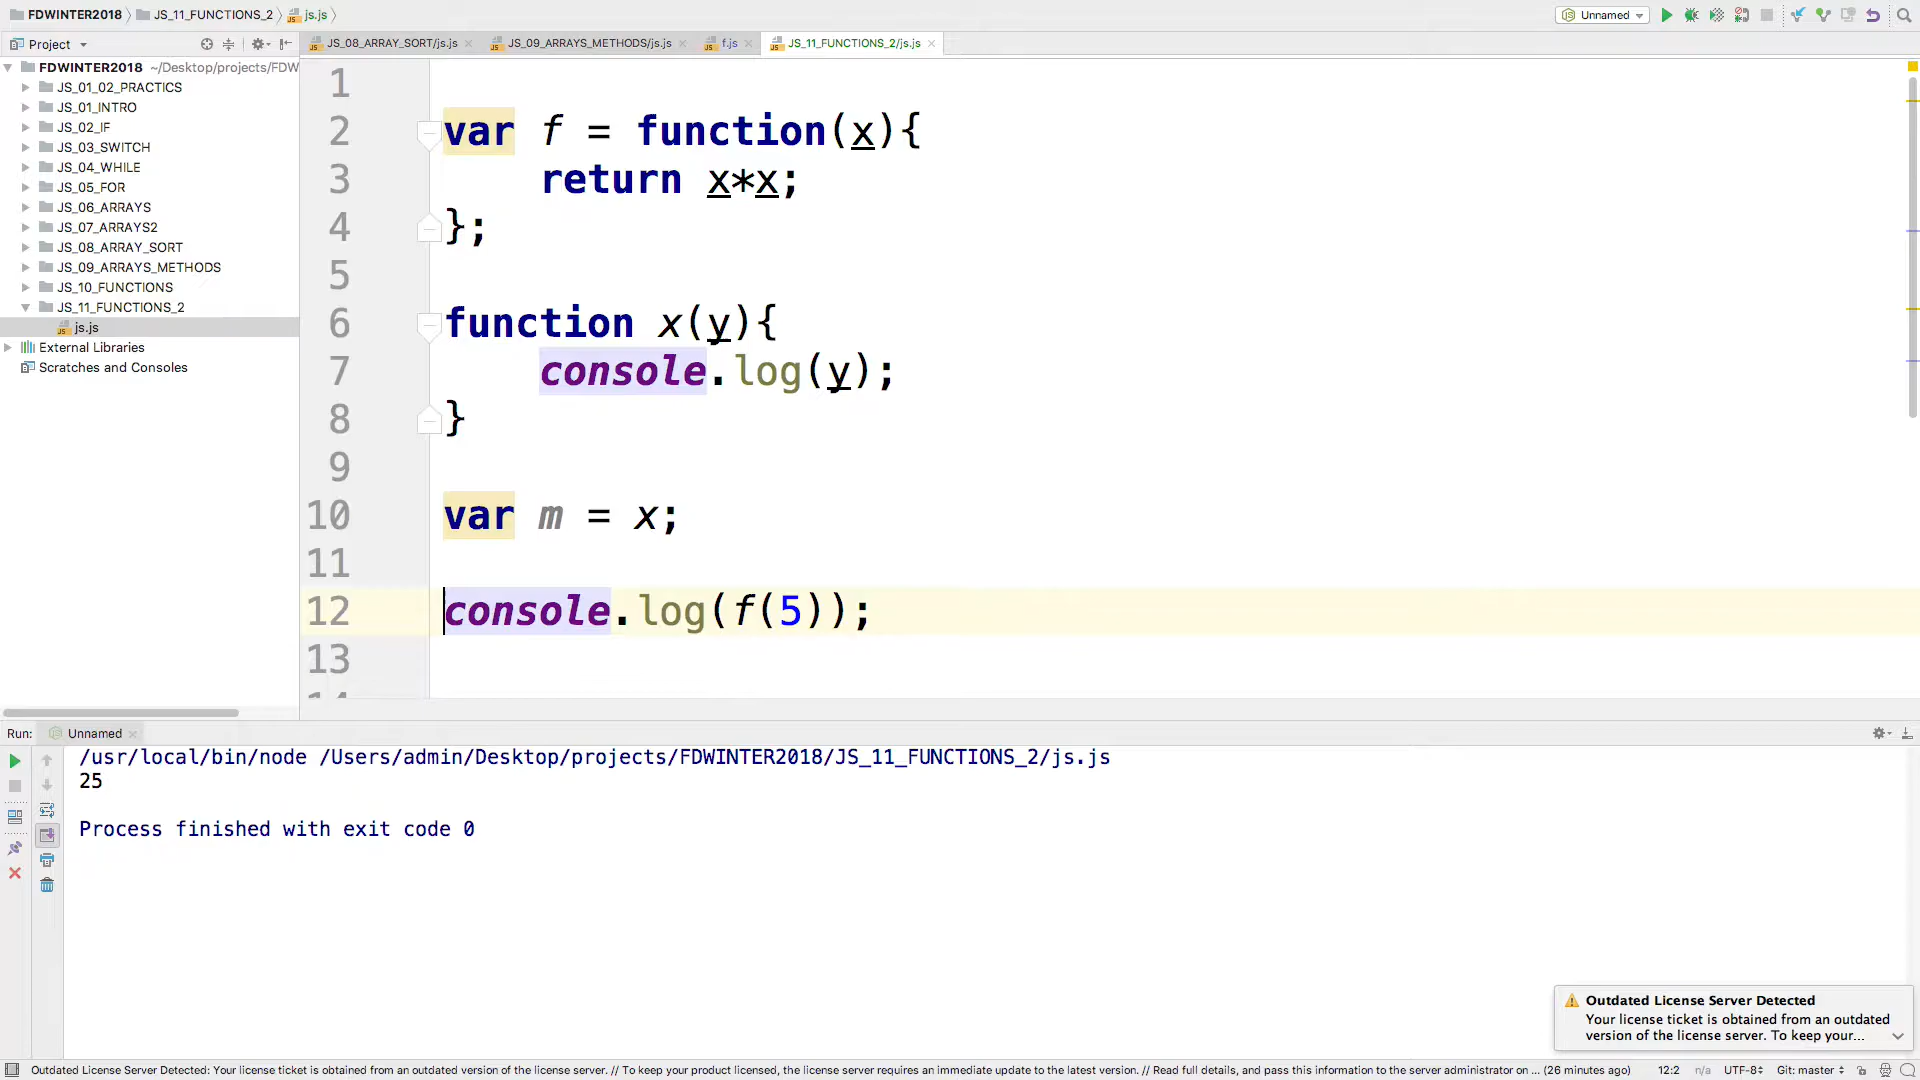 FDWINTER2018 JS_11_FUNCTIONS_2 js.js Unnamed
Project JS_08_ARRAY_SORT/js.js JS_09_ARRAYS_METHODS/js.js f.js JS_11_FUNCTIONS_2/js.js
FDWINTER2018 ~/Desktop/projects/FDW
JS_01_02_PRACTICS
JS_01_INTRO
JS_02_IF
JS_03_SWITCH
JS_04_WHILE
JS_05_FOR
JS_06_ARRAYS
JS_07_ARRAYS2
JS_08_ARRAY_SORT
JS_09_ARRAYS_METHODS
JS_10_FUNCTIONS
JS_11_FUNCTIONS_2
js.js
External Libraries
Scratches and Consoles
1
2 var f = function(x){
3 return x*x;
4 };
5
6 function x(y){
7 console.log(y);
8 }
9
10 var m = x;
11
12 console.log(f(5));
13
Run: Unnamed
/usr/local/bin/node /Users/admin/Desktop/projects/FDWINTER2018/JS_11_FUNCTIONS_2/js.js
25
Process finished with exit code 0
Outdated License Server Detected
Your license ticket is obtained from an outdated
version of the license server. To keep your...
Outdated License Server Detected: Your license ticket is obtained from an outdated version of the license server. // To keep your product licensed, the license server requires an immediate update to the latest version. // Read full details, and pass this information to the server administrator on ... (26 minutes ago) 12:2 n/a UTF-8 Git: master